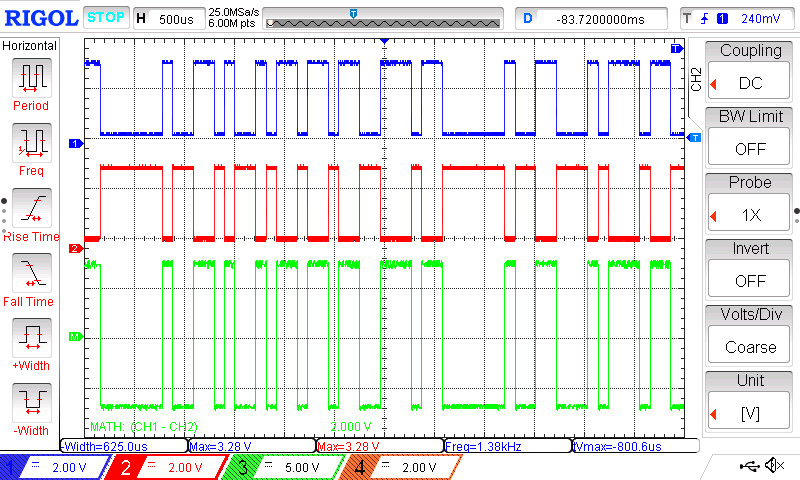 RIGOL STOP H 500us 25.0MSa/s 6.00M pts T D -83.7200000ms T 1 240mV
Horizontal
Period
Freq
Rise Time
Fall Time
+Width
-Width
T
1
T
2
M
MATH: (CH1 - CH2) 2.000 V
-Width=625.0us Max=3.28 V Max=3.28 V Freq=1.38kHz tVmax=-800.6us
1 2.00 V 2 2.00 V 3 5.00 V 4 2.00 V
CH2
Coupling
DC
BW Limit
OFF
Probe
1X
Invert
OFF
Volts/Div
Coarse
Unit
[V]